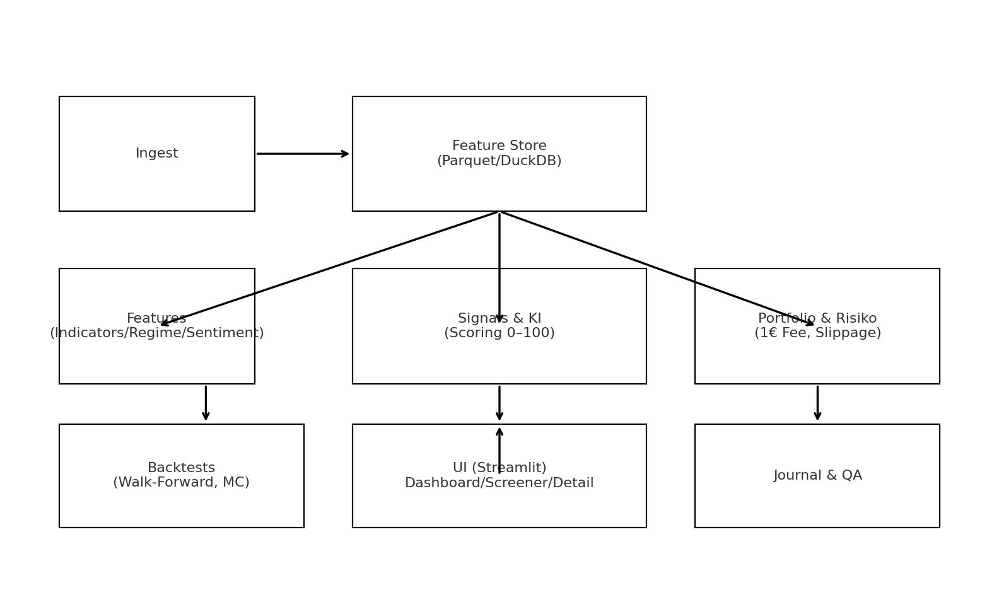 Ingest
Feature Store
(Parquet/DuckDB)
Features
(Indicators/Regime/Sentiment)
Signals & KI
(Scoring 0–100)
Portfolio & Risiko
(1€ Fee, Slippage)
Backtests
(Walk-Forward, MC)
UI (Streamlit)
Dashboard/Screener/Detail
Journal & QA